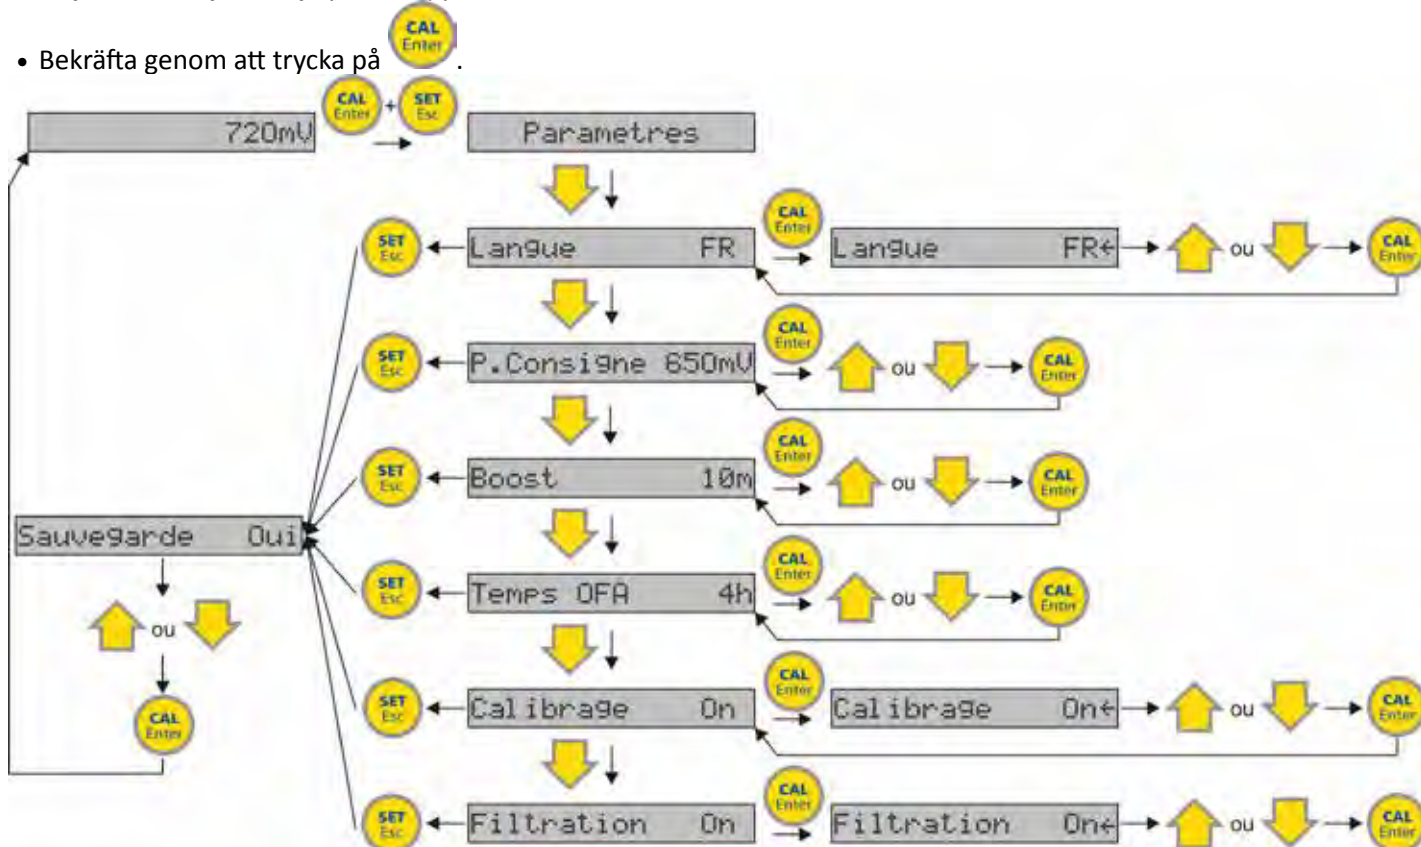 • Bekräfta genom att trycka på CAL Enter .
720mV CAL Enter + SET Esc Parametres
SET Esc Langue FR CAL Enter Langue FR← ou CAL Enter
SET Esc P.Consigne 650mV CAL Enter ou CAL Enter
SET Esc Boost 10m CAL Enter ou CAL Enter
Sauvegarde Oui
SET Esc Temps OFA 4h CAL Enter ou CAL Enter
ou
SET Esc Calibrage On CAL Enter Calibrage On← ou CAL Enter
CAL Enter
SET Esc Filtration On CAL Enter Filtration On← ou CAL Enter